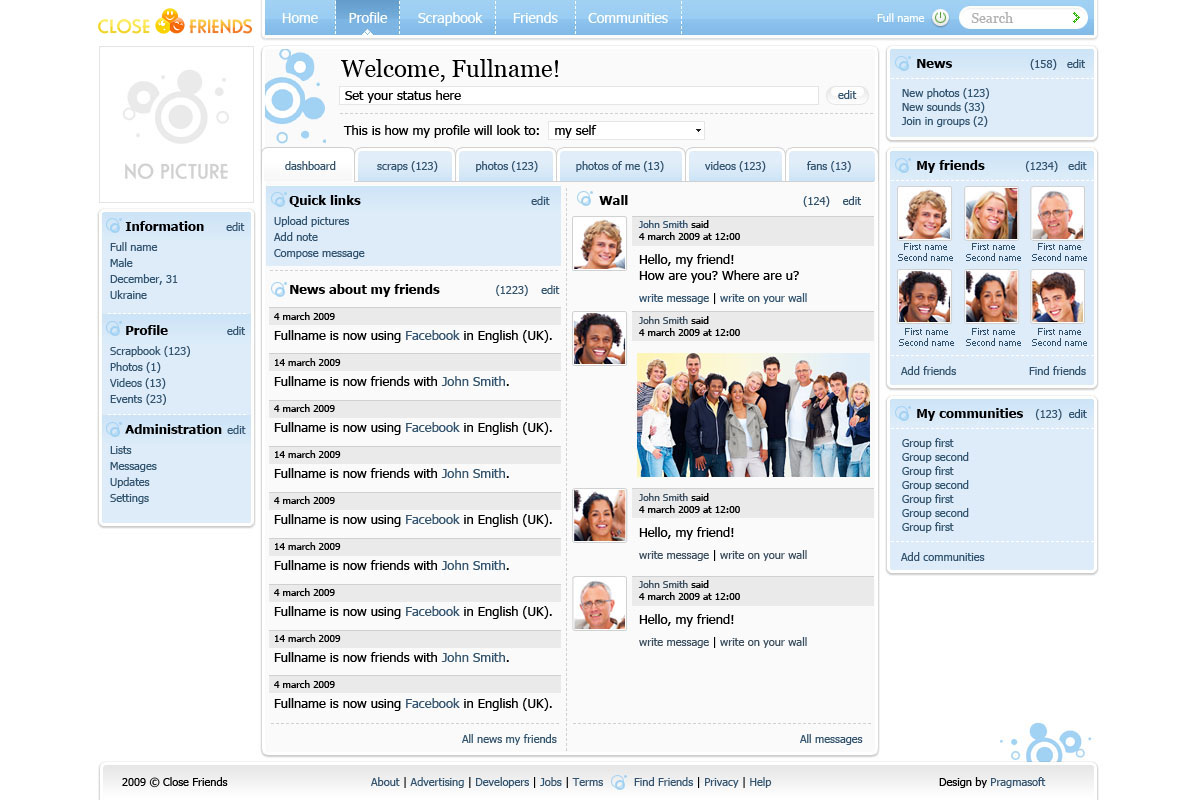 CLOSE FRIENDS
Home Profile Scrapbook Friends Communities
Full name
Search
NO PICTURE
Information edit
Full name
Male
December, 31
Ukraine
Profile edit
Scrapbook (123)
Photos (1)
Videos (13)
Events (23)
Administration edit
Lists
Messages
Updates
Settings
Welcome, Fullname!
Set your status here edit
This is how my profile will look to: my self
dashboard scraps (123) photos (123) photos of me (13) videos (123) fans (13)
Quick links edit
Upload pictures
Add note
Compose message
News about my friends (1223) edit
4 march 2009
Fullname is now using Facebook in English (UK).
14 march 2009
Fullname is now friends with John Smith.
4 march 2009
Fullname is now using Facebook in English (UK).
14 march 2009
Fullname is now friends with John Smith.
4 march 2009
Fullname is now using Facebook in English (UK).
14 march 2009
Fullname is now friends with John Smith.
4 march 2009
Fullname is now using Facebook in English (UK).
14 march 2009
Fullname is now friends with John Smith.
4 march 2009
Fullname is now using Facebook in English (UK).
All news my friends
Wall (124) edit
John Smith said
4 march 2009 at 12:00
Hello, my friend!
How are you? Where are u?
write message | write on your wall
John Smith said
4 march 2009 at 12:00
John Smith said
4 march 2009 at 12:00
Hello, my friend!
write message | write on your wall
John Smith said
4 march 2009 at 12:00
Hello, my friend!
write message | write on your wall
All messages
News (158) edit
New photos (123)
New sounds (33)
Join in groups (2)
My friends (1234) edit
First name First name First name
Second name Second name Second name
First name First name First name
Second name Second name Second name
Add friends Find friends
My communities (123) edit
Group first
Group second
Group first
Group second
Group first
Group second
Group first
Add communities
2009 © Close Friends
About | Advertising | Developers | Jobs | Terms Find Friends | Privacy | Help
Design by Pragmasoft